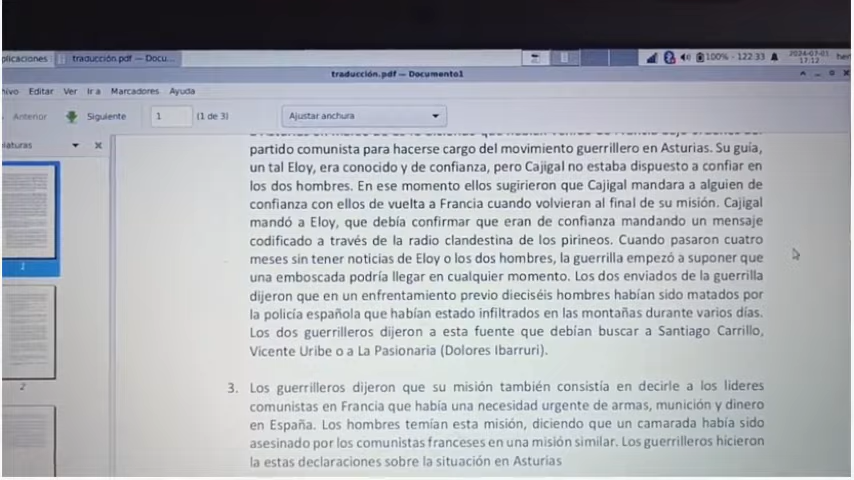 plicaciones traducción.pdf — Docu... 100% - 122:33 17:12
traducción.pdf — Documento1
hivo Editar Ver Ir a Marcadores Ayuda
Anterior Siguiente 1 (1 de 3) Ajustar anchura
iaturas
partido comunista para hacerse cargo del movimiento guerrillero en Asturias. Su guía,
un tal Eloy, era conocido y de confianza, pero Cajigal no estaba dispuesto a confiar en
los dos hombres. En ese momento ellos sugirieron que Cajigal mandara a alguien de
confianza con ellos de vuelta a Francia cuando volvieran al final de su misión. Cajigal
mandó a Eloy, que debía confirmar que eran de confianza mandando un mensaje
codificado a través de la radio clandestina de los pirineos. Cuando pasaron cuatro
meses sin tener noticias de Eloy o los dos hombres, la guerrilla empezó a suponer que
una emboscada podría llegar en cualquier momento. Los dos enviados de la guerrilla
dijeron que en un enfrentamiento previo dieciséis hombres habían sido matados por
la policía española que habían estado infiltrados en las montañas durante varios días.
Los dos guerrilleros dijeron a esta fuente que debían buscar a Santiago Carrillo,
Vicente Uribe o a La Pasionaria (Dolores Ibarruri).
3. Los guerrilleros dijeron que su misión también consistía en decirle a los lideres
comunistas en Francia que había una necesidad urgente de armas, munición y dinero
en España. Los hombres temían esta misión, diciendo que un camarada había sido
asesinado por los comunistas franceses en una misión similar. Los guerrilleros hicieron
la estas declaraciones sobre la situación en Asturias
1
2